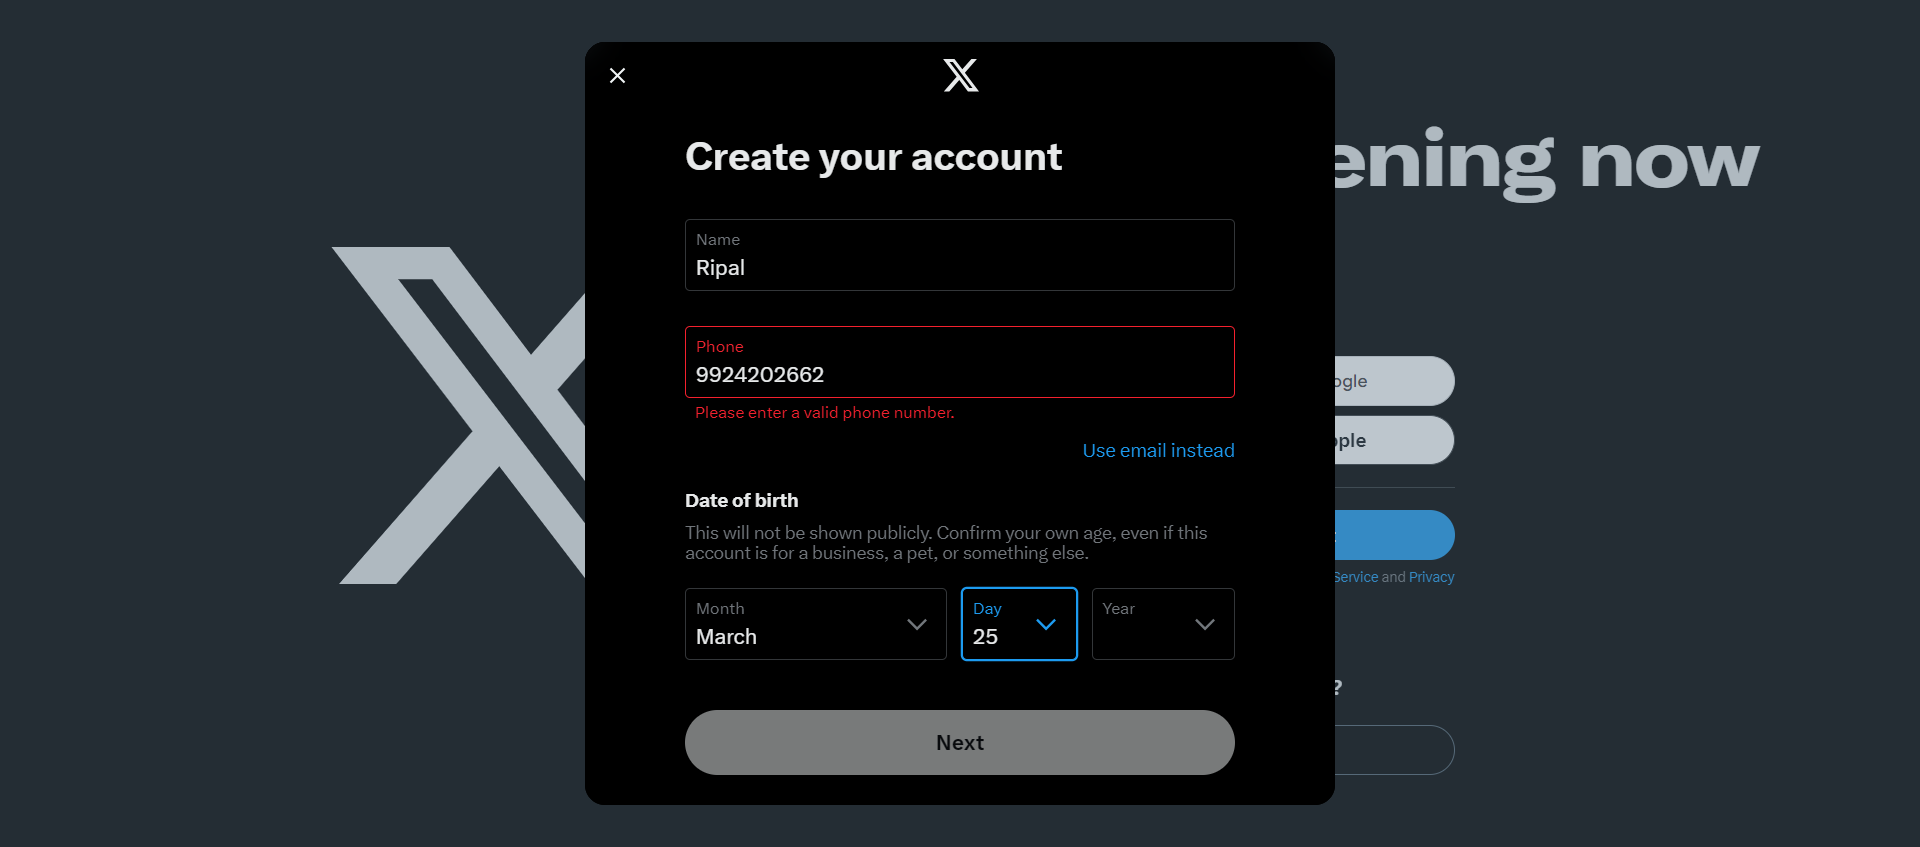 Create your account
ening now
Name
Ripal
Phone
9924202662
Please enter a valid phone number.
Use email instead
Date of birth
This will not be shown publicly. Confirm your own age, even if this
account is for a business, a pet, or something else.
Month
March
Day
25
Year
Next
ogle
ple
Service and Privacy
?